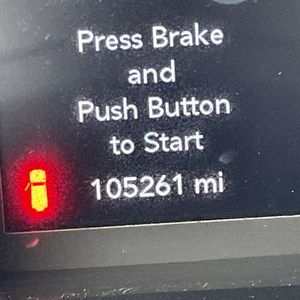 Press Brake
and
Push Button
to Start
105261 mi